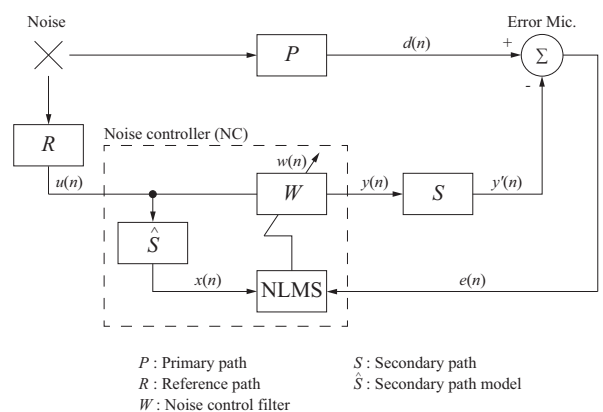 Noise
Error Mic.
P
d(n)
+
Σ
-
R
Noise controller (NC)
u(n)
w(n)
W
y(n)
S
y'(n)
Ŝ
x(n)
NLMS
e(n)
P : Primary path
S : Secondary path
R : Reference path
Ŝ : Secondary path model
W : Noise control filter